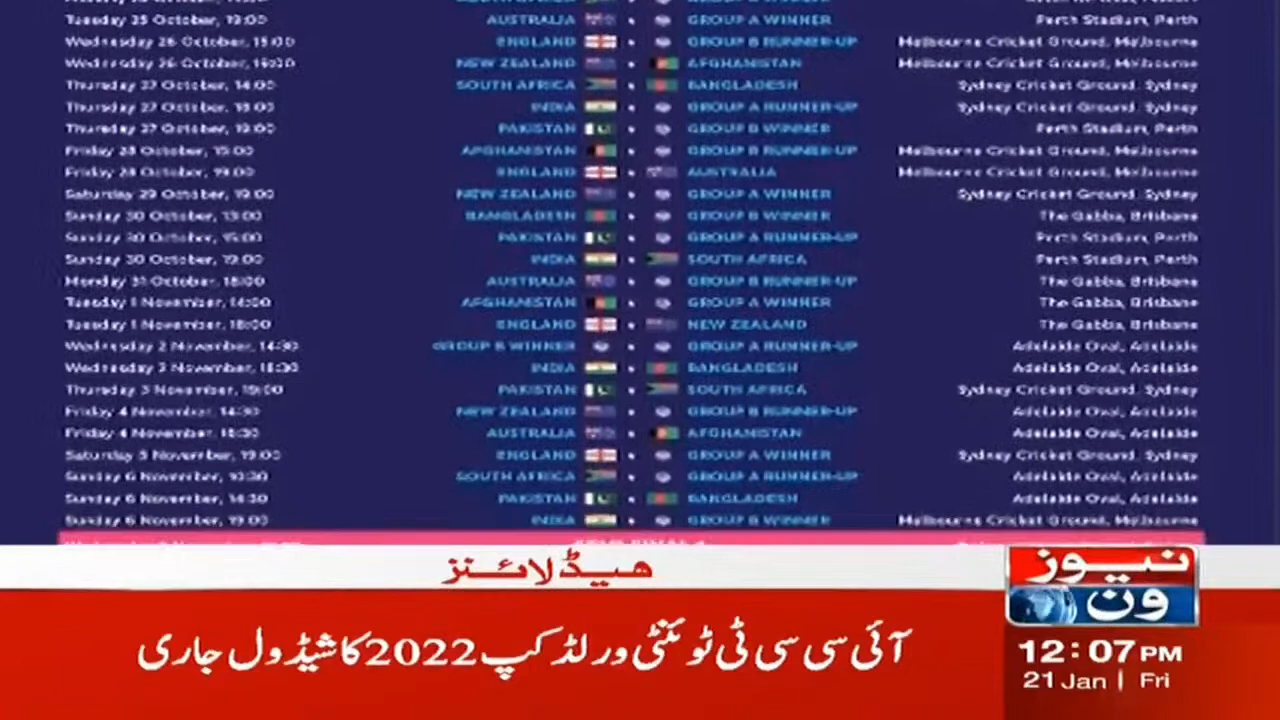 Tuesday 25 October, 19:00 AUSTRALIA v GROUP A WINNER Perth Stadium, Perth
Wednesday 26 October, 15:00 ENGLAND v GROUP B RUNNER-UP Melbourne Cricket Ground, Melbourne
Wednesday 26 October, 19:00 NEW ZEALAND v AFGHANISTAN Melbourne Cricket Ground, Melbourne
Thursday 27 October, 14:00 SOUTH AFRICA v BANGLADESH Sydney Cricket Ground, Sydney
Thursday 27 October, 18:00 INDIA v GROUP A RUNNER-UP Sydney Cricket Ground, Sydney
Thursday 27 October, 19:00 PAKISTAN v GROUP B WINNER Perth Stadium, Perth
Friday 28 October, 15:00 AFGHANISTAN v GROUP B RUNNER-UP Melbourne Cricket Ground, Melbourne
Friday 28 October, 19:00 ENGLAND v AUSTRALIA Melbourne Cricket Ground, Melbourne
Saturday 29 October, 19:00 NEW ZEALAND v GROUP A WINNER Sydney Cricket Ground, Sydney
Sunday 30 October, 13:00 BANGLADESH v GROUP B WINNER The Gabba, Brisbane
Sunday 30 October, 15:00 PAKISTAN v GROUP A RUNNER-UP Perth Stadium, Perth
Sunday 30 October, 19:00 INDIA v SOUTH AFRICA Perth Stadium, Perth
Monday 31 October, 18:00 AUSTRALIA v GROUP B RUNNER-UP The Gabba, Brisbane
Tuesday 1 November, 14:00 AFGHANISTAN v GROUP A WINNER The Gabba, Brisbane
Tuesday 1 November, 18:00 ENGLAND v NEW ZEALAND The Gabba, Brisbane
Wednesday 2 November, 14:30 GROUP B WINNER v GROUP A RUNNER-UP Adelaide Oval, Adelaide
Wednesday 2 November, 18:30 INDIA v BANGLADESH Adelaide Oval, Adelaide
Thursday 3 November, 19:00 PAKISTAN v SOUTH AFRICA Sydney Cricket Ground, Sydney
Friday 4 November, 14:30 NEW ZEALAND v GROUP B RUNNER-UP Adelaide Oval, Adelaide
Friday 4 November, 18:30 AUSTRALIA v AFGHANISTAN Adelaide Oval, Adelaide
Saturday 5 November, 19:00 ENGLAND v GROUP A WINNER Sydney Cricket Ground, Sydney
Sunday 6 November, 10:30 SOUTH AFRICA v GROUP A RUNNER-UP Adelaide Oval, Adelaide
Sunday 6 November, 14:30 PAKISTAN v BANGLADESH Adelaide Oval, Adelaide
Sunday 6 November, 19:00 INDIA v GROUP B WINNER Melbourne Cricket Ground, Melbourne
ھیڈلائنز
نیوز
ون
آئی سی سی ٹی ٹوئنٹی ورلڈ کپ 2022 کا شیڈول جاری
12:07 PM
21 Jan | Fri